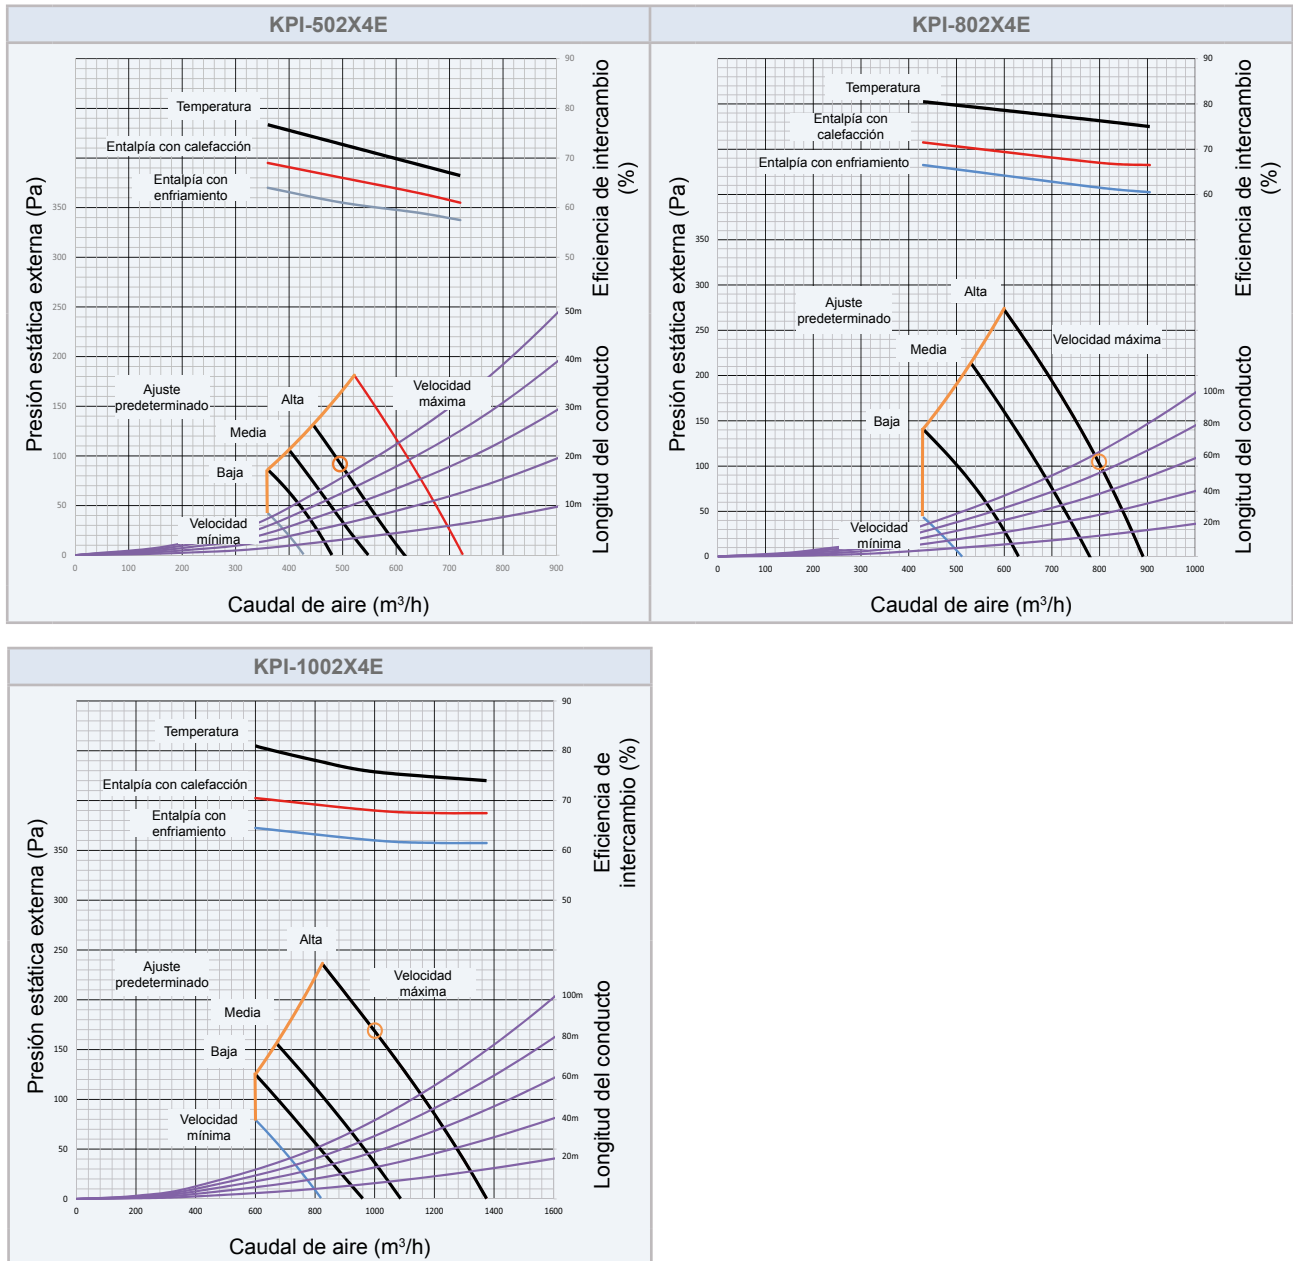 KPI-502X4E
Presión estática externa (Pa)
350
300
250
200
150
100
50
0
0 100 200 300 400 500 600 700 800 900
Caudal de aire (m³/h)
90
80
70
60
50
Eficiencia de intercambio
(%)
50m
40m
30m
20m
10m
Longitud del conducto
Temperatura
Entalpía con calefacción
Entalpía con
enfriamiento
Ajuste
predeterminado
Alta
Media
Baja
Velocidad
máxima
Velocidad
mínima
KPI-802X4E
Presión estática externa (Pa)
350
300
250
200
150
100
50
0
0 100 200 300 400 500 600 700 800 900 1000
Caudal de aire (m³/h)
90
80
70
60
Eficiencia de intercambio
(%)
100m
80m
60m
40m
20m
Longitud del conducto
Temperatura
Entalpía con
calefacción
Entalpía con enfriamiento
Ajuste
predeterminado
Alta
Media
Baja
Velocidad máxima
Velocidad
mínima
KPI-1002X4E
Presión estática externa (Pa)
350
300
250
200
150
100
50
0
0 200 400 600 800 1000 1200 1400 1600
Caudal de aire (m³/h)
90
80
70
60
50
Eficiencia de
intercambio (%)
100m
80m
60m
40m
20m
Longitud del conducto
Temperatura
Entalpía con calefacción
Entalpía con
enfriamiento
Ajuste
predeterminado
Alta
Media
Baja
Velocidad
máxima
Velocidad
mínima